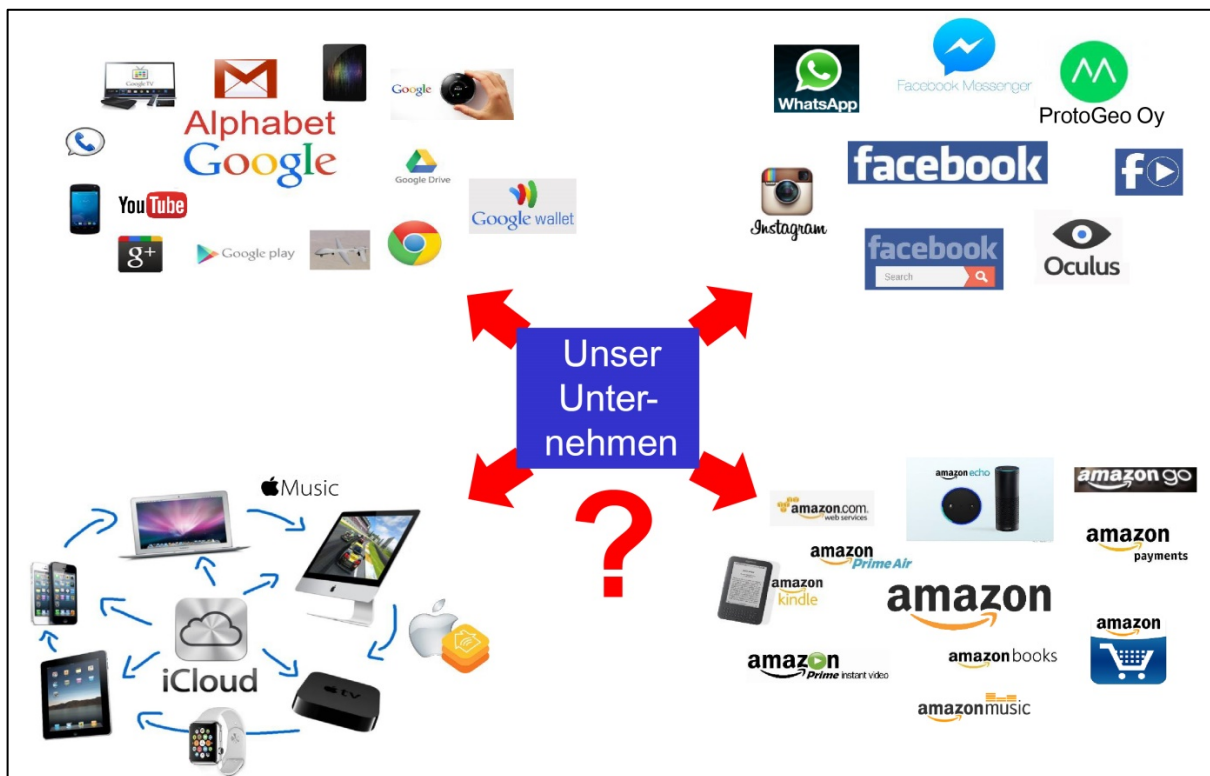 Google TV
Alphabet
Google
Google
Google Drive
YouTube
Google wallet
g+
Google play
WhatsApp
Facebook Messenger
ProtoGeo Oy
facebook
f
Instagram
facebook
Search
Oculus
Unser
Unter-
nehmen
?
Music
iCloud
tv
amazon.com
web services
amazon echo
amazon go
amazon
payments
amazon
Prime Air
amazon
kindle
amazon
amazon
Prime instant video
amazon books
amazon
amazon music